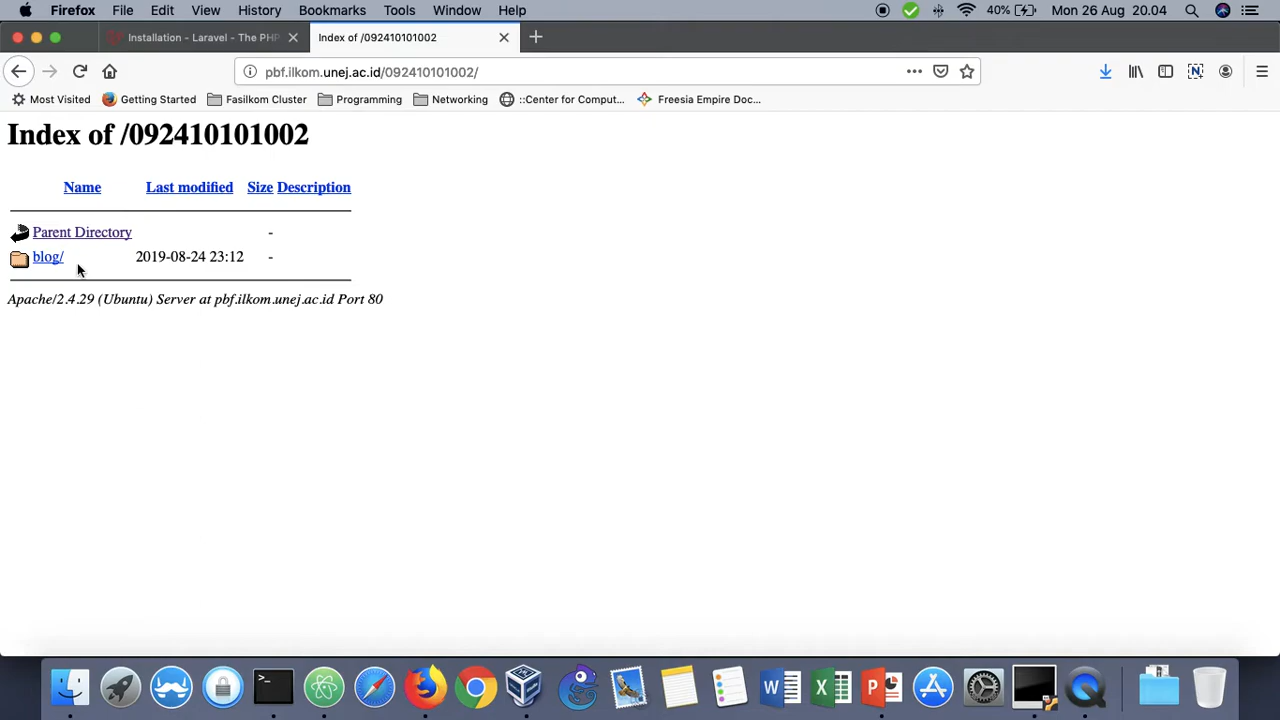 Firefox File Edit View History Bookmarks Tools Window Help 40% Mon 26 Aug 20.04
Installation - Laravel - The PHP Index of /092410101002
pbf.ilkom.unej.ac.id/092410101002/
Most Visited Getting Started Fasilkom Cluster Programming Networking ::Center for Comput... Freesia Empire Doc...
Index of /092410101002
Name Last modified Size Description
Parent Directory -
blog/ 2019-08-24 23:12 -
Apache/2.4.29 (Ubuntu) Server at pbf.ilkom.unej.ac.id Port 80